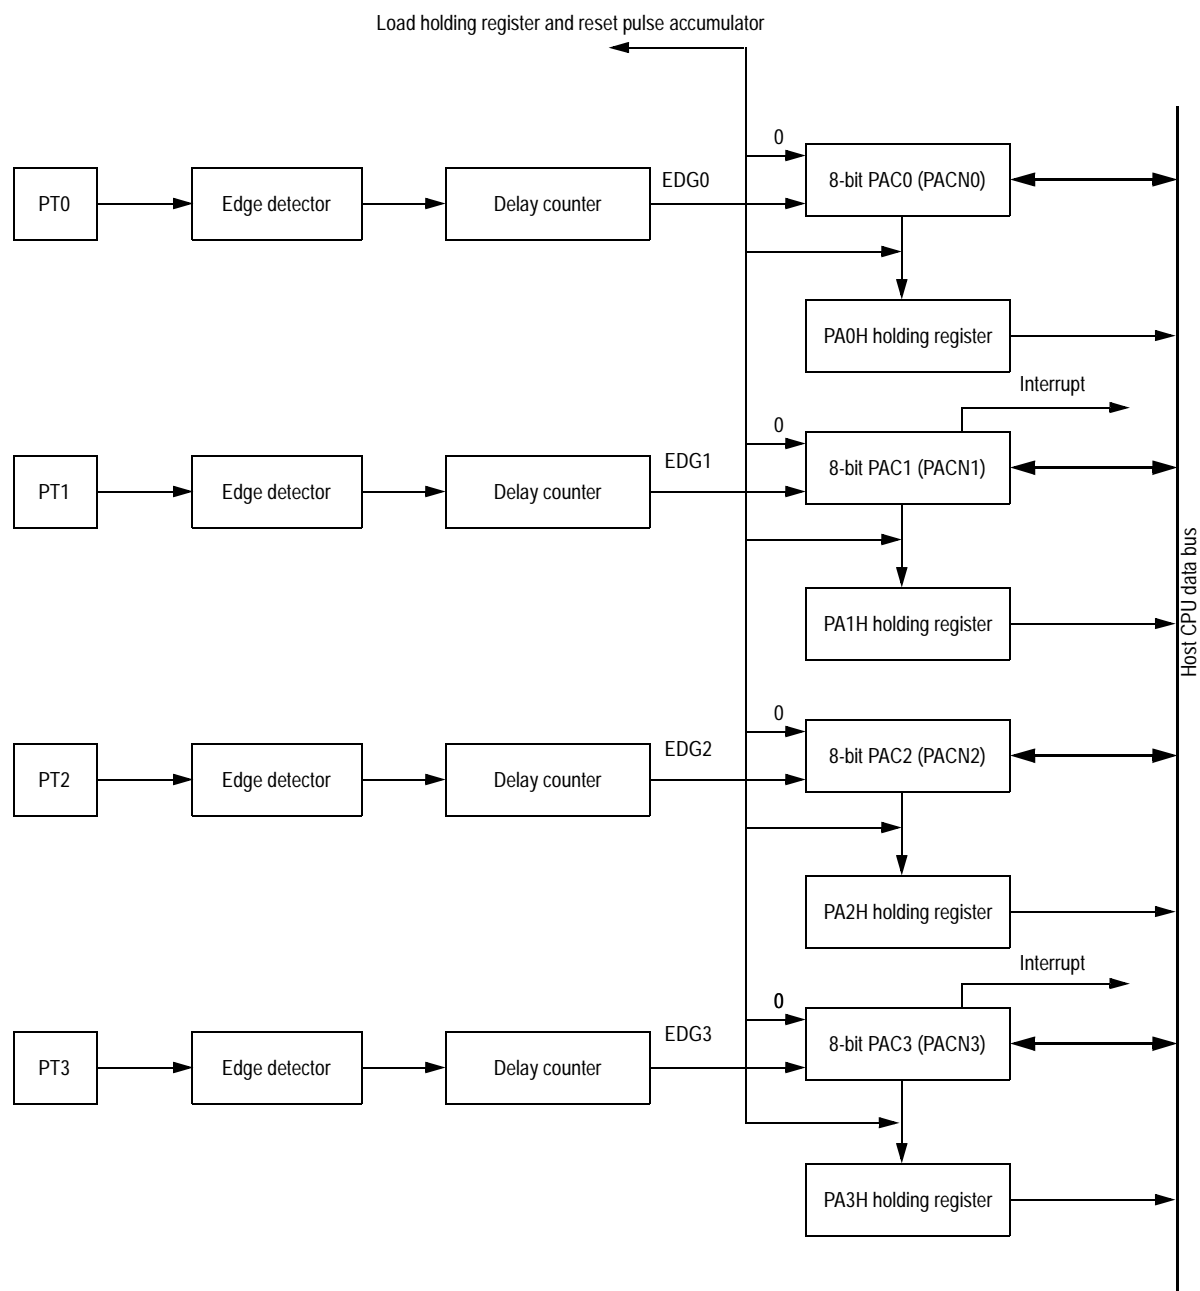 Load holding register and reset pulse accumulator
0
EDG0
8-bit PAC0 (PACN0)
PT0
Edge detector
Delay counter
PA0H holding register
Interrupt
0
EDG1
8-bit PAC1 (PACN1)
PT1
Edge detector
Delay counter
Host CPU data bus
PA1H holding register
0
EDG2
8-bit PAC2 (PACN2)
PT2
Edge detector
Delay counter
PA2H holding register
Interrupt
0
EDG3
8-bit PAC3 (PACN3)
PT3
Edge detector
Delay counter
PA3H holding register